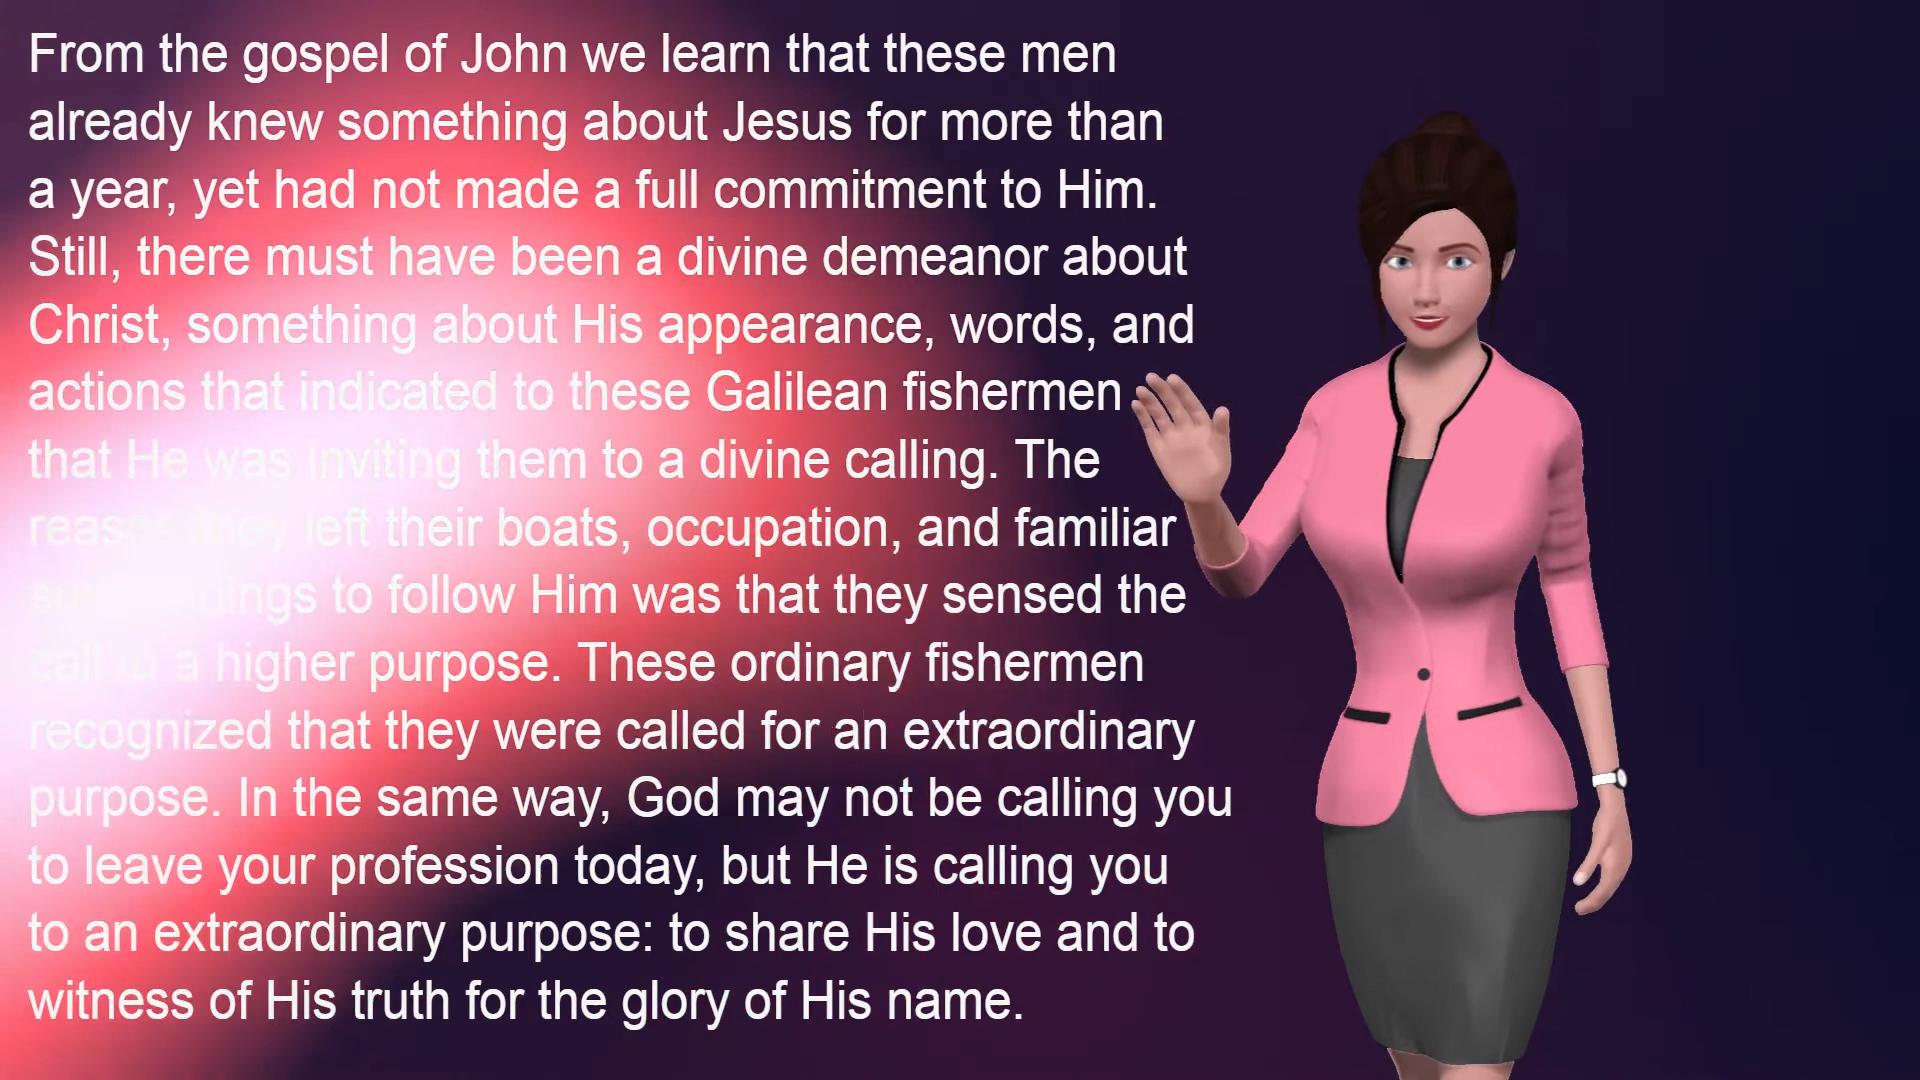 From the gospel of John we learn that these men
already knew something about Jesus for more than
a year, yet had not made a full commitment to Him.
Still, there must have been a divine demeanor about
Christ, something about His appearance, words, and
actions that indicated to these Galilean fishermen
that He was inviting them to a divine calling. The
reason they left their boats, occupation, and familiar
surroundings to follow Him was that they sensed the
call to a higher purpose. These ordinary fishermen
recognized that they were called for an extraordinary
purpose. In the same way, God may not be calling you
to leave your profession today, but He is calling you
to an extraordinary purpose: to share His love and to
witness of His truth for the glory of His name.